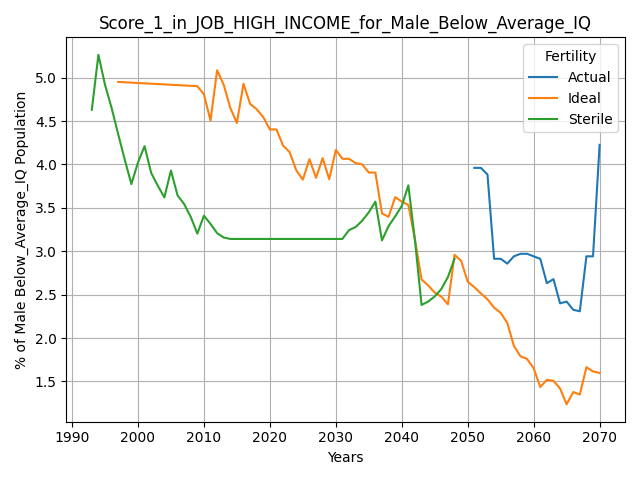 Score_1_in_JOB_HIGH_INCOME_for_Male_Below_Average_IQ
Fertility
Actual
Ideal
Sterile
% of Male Below_Average_IQ Population
5.0
4.5
4.0
3.5
3.0
2.5
2.0
1.5
1990 2000 2010 2020 2030 2040 2050 2060 2070
Years